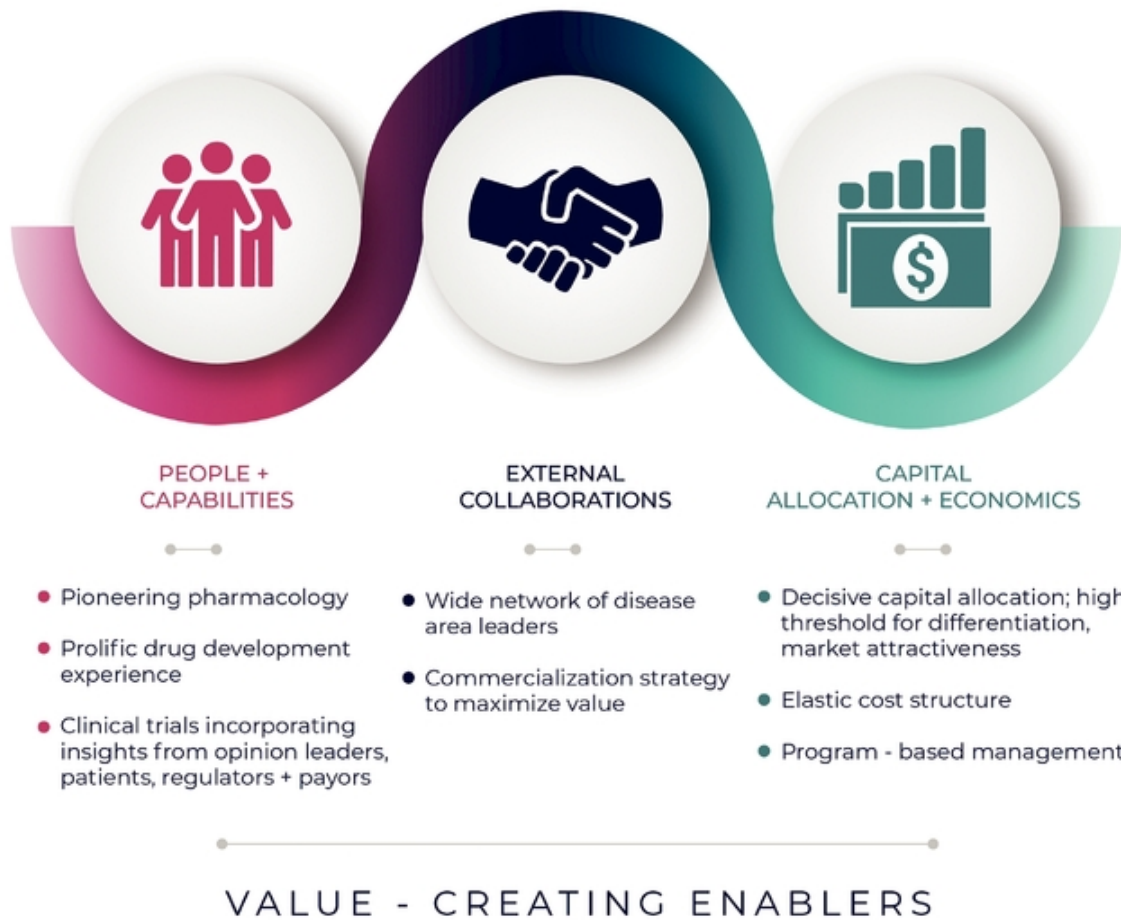 $
PEOPLE +
CAPABILITIES
Pioneering pharmacology
Prolific drug development
experience
Clinical trials incorporating
insights from opinion leaders,
patients, regulators + payors
EXTERNAL
COLLABORATIONS
Wide network of disease
area leaders
Commercialization strategy
to maximize value
CAPITAL
ALLOCATION + ECONOMICS
Decisive capital allocation; high
threshold for differentiation,
market attractiveness
Elastic cost structure
Program - based management
VALUE - CREATING ENABLERS